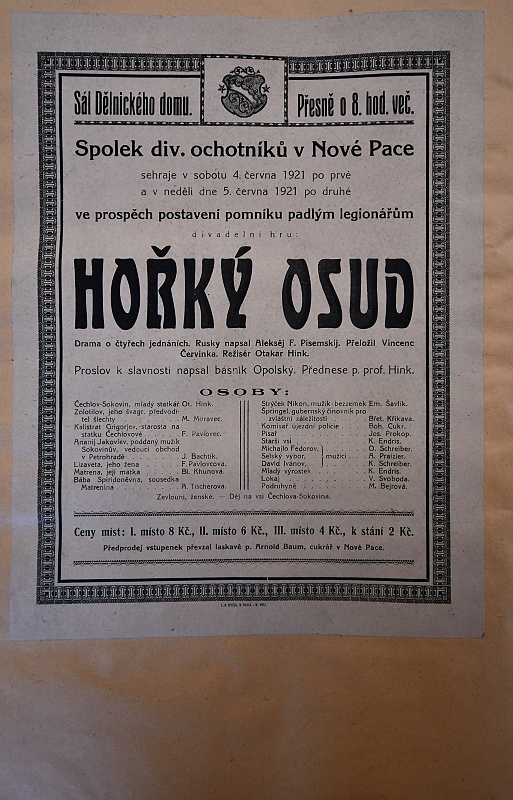 Sál Dělnického domu.
Přesně o 8. hod. več.
Spolek div. ochotníků v Nové Pace
sehraje v sobotu 4. června 1921 po prvé
a v neděli dne 5. června 1921 po druhé
ve prospěch postavení pomníku padlým legionářům
divadelní hru:
HOŘKÝ OSUD
Drama o čtyřech jednáních. Rusky napsal Aleksěj F. Pisemskij. Přeložil Vincenc
Červinka. Režisér Otakar Hink.
Proslov k slavnosti napsal básník Opolský. Přednese p. prof. Hink.
OSOBY:
Čechlov-Sokovin, mladý statkář Ot. Hink.
Zolotilov, jeho švagr, předvodi-
tel šlechty . . . . M. Moravec.
Kalistrat Grigorjev, starosta na
statku Čechlovově . . F. Pavlovec.
Ananij Jakovlev, poddaný mužík
Sokovinův, vedoucí obchod
v Petrohradě . . . . J. Bachtík.
Lizaveta, jeho žena . . F. Pavlovcova.
Matrena, její matka . . Bl. Khunová.
Bába Spiridoněvna, sousedka
Matrenina . . . . A. Tischerová.
Strýček Nikon, mužík-bezzemek Em. Šavlík.
Špringel, gubernský činovník pro
zvláštní záležitosti . . Břet. Křikava.
Komisař újezdní policie . . Boh. Cukr.
Písař . . . . Jos. Prokop.
Starší vsi . . . . K. Endris.
Michajlo Fedorov, O. Schreiber.
Selský výbor, mužíci A. Praizler.
David Ivanov, K. Schreiber.
Mladý výrostek . . . K. Endris.
Lokaj . . . . V. Svoboda.
Podruhyně . . . . M. Bejrová.
Zevlouni, ženské. — Děj na vsi Čechlova-Sokovina.
Ceny míst: I. místo 8 Kč., II. místo 6 Kč., III. místo 4 Kč., k stání 2 Kč.
Předprodej vstupenek převzal laskavě p. Arnold Baum, cukrář v Nové Pace.